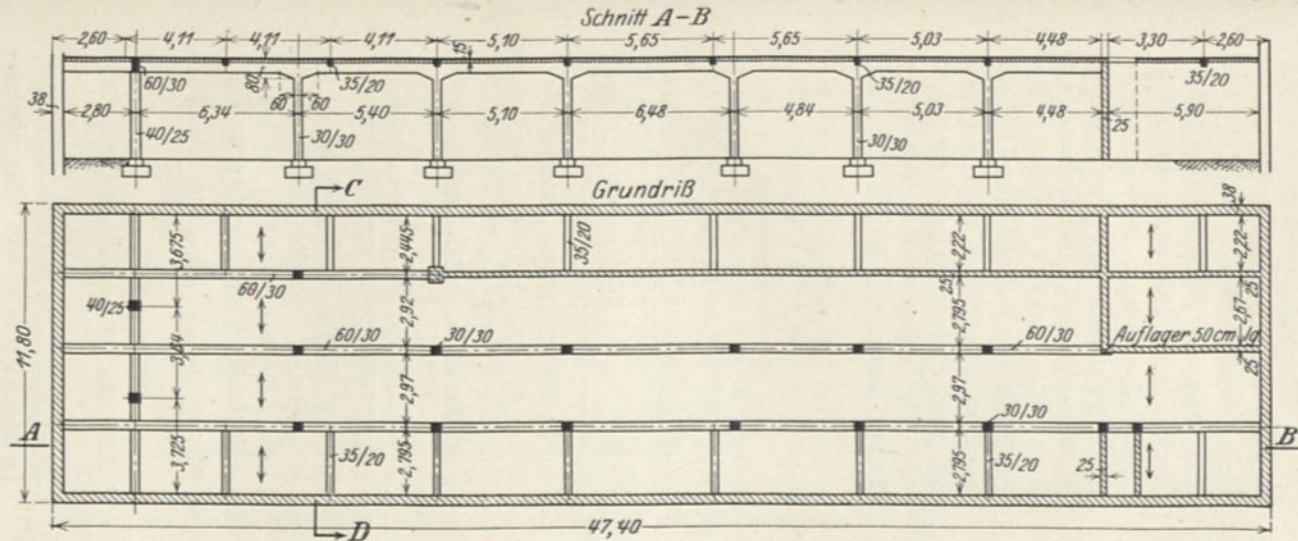 Schnitt A-B
2,60 4,11 4,11 4,11 5,10 5,65 5,65 5,03 4,48 3,30 2,60
15
60/30 80 35/20 35/20 35/20
38 60 60
2,80 6,34 5,40 5,10 6,48 4,84 5,03 4,48 5,90
40/25 30/30 30/30 25
C Grundriß
38
3,675 2,445 35/20 2,22 2,22
60/30 25 25
40/25 2,92 2,795 2,67
60/30 30/30 60/30 Auflager 50 cm lg
11,80 3,84 25
2,97 2,97
30/30
A B
3,725 35/20 2,795 2,795 35/20 25
D 47,40